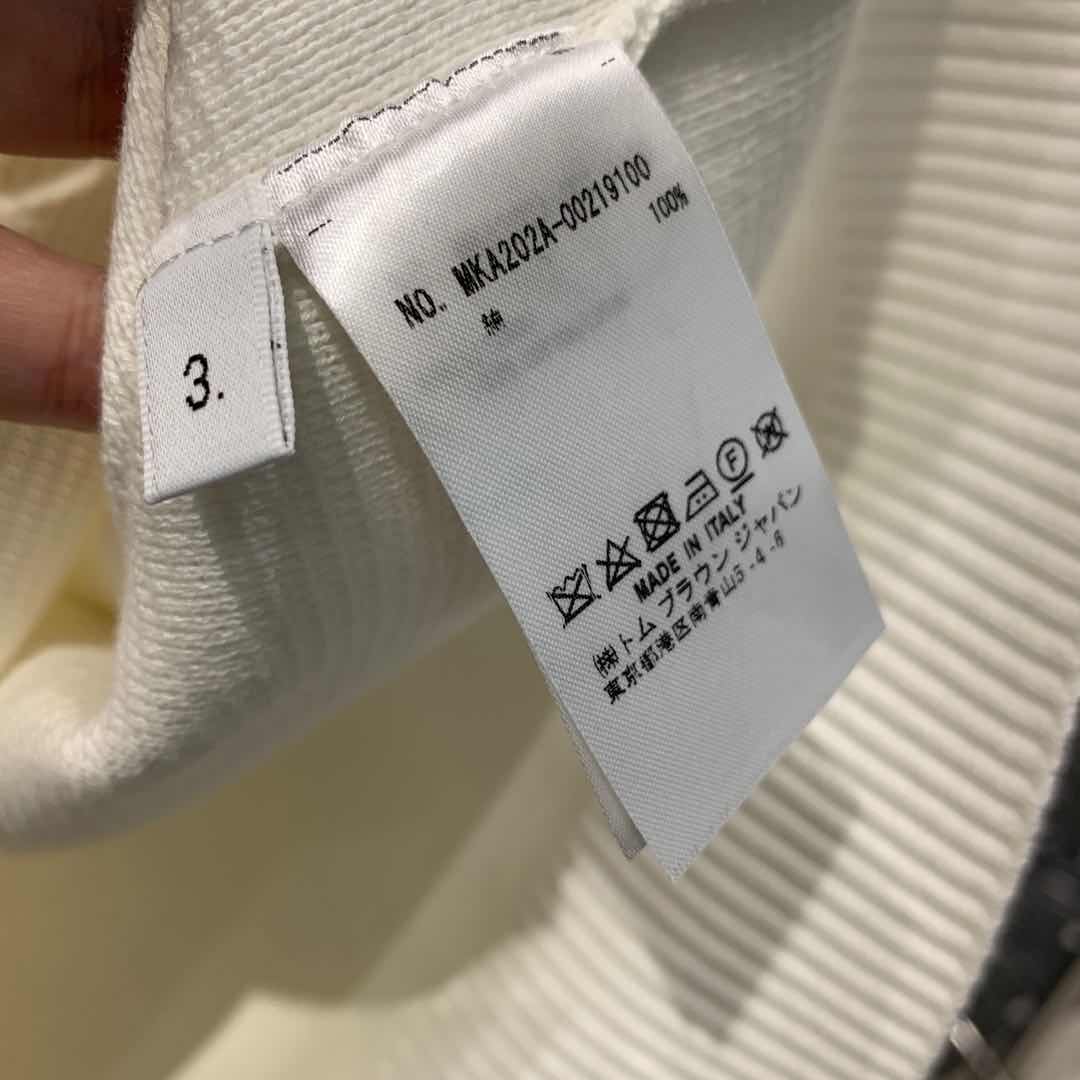 3.
NO. MKA202A-00219100
綿 100%
F
W
MADE IN ITALY
㈱トム ブラウン ジャパン
東京都港区南青山5-4-6